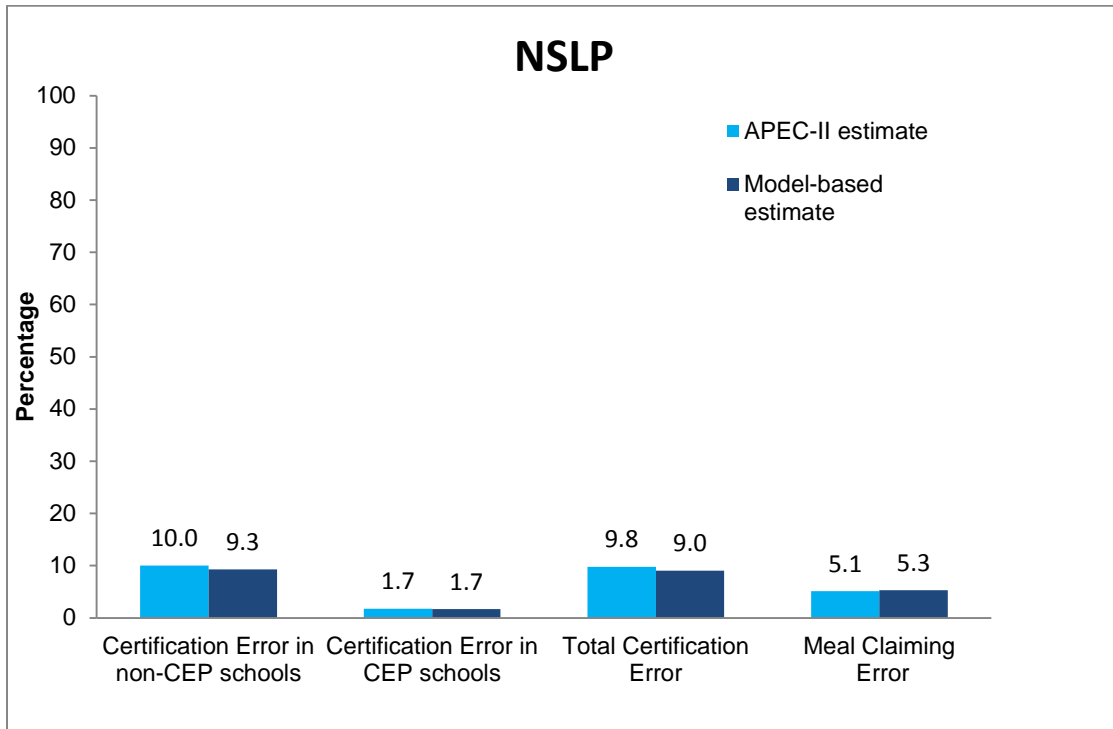 NSLP
100
90
80
70
60
50
40
30
20
10
0
Percentage
APEC-II estimate
Model-based
estimate
10.0
9.3
1.7
1.7
9.8
9.0
5.1
5.3
Certification Error in
non-CEP schools
Certification Error in
CEP schools
Total Certification
Error
Meal Claiming
Error